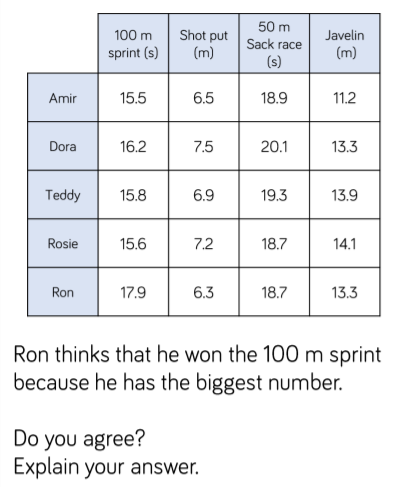 100 m sprint (s) Shot put (m) 50 m Sack race (s) Javelin (m)
Amir 15.5 6.5 18.9 11.2
Dora 16.2 7.5 20.1 13.3
Teddy 15.8 6.9 19.3 13.9
Rosie 15.6 7.2 18.7 14.1
Ron 17.9 6.3 18.7 13.3
Ron thinks that he won the 100 m sprint
because he has the biggest number.
Do you agree?
Explain your answer.